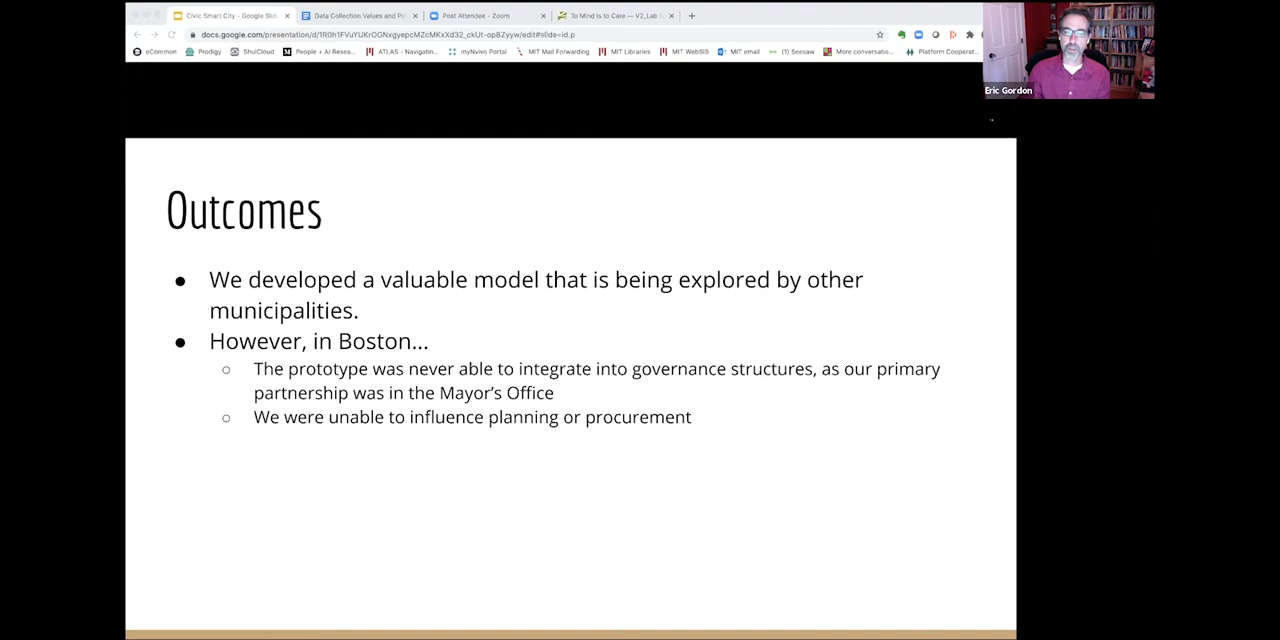 Civic Smart City - Google Slid
Data Collection Values and Po
Post Attendee - Zoom
To Mind is to Care — V2_Lab
docs.google.com/presentation/d/
/edit#slide=id.p
eCommon Prodigy ShulCloud People + AI Resea... ATLAS - Navigatin... myNvivo Portal MIT Mail Forwarding MIT Libraries MIT WebSIS MIT email (1) Seesaw More conversatio... Platform Cooperat...
Eric Gordon
Outcomes
● We developed a valuable model that is being explored by other
municipalities.
● However, in Boston...
○ The prototype was never able to integrate into governance structures, as our primary
partnership was in the Mayor’s Office
○ We were unable to influence planning or procurement